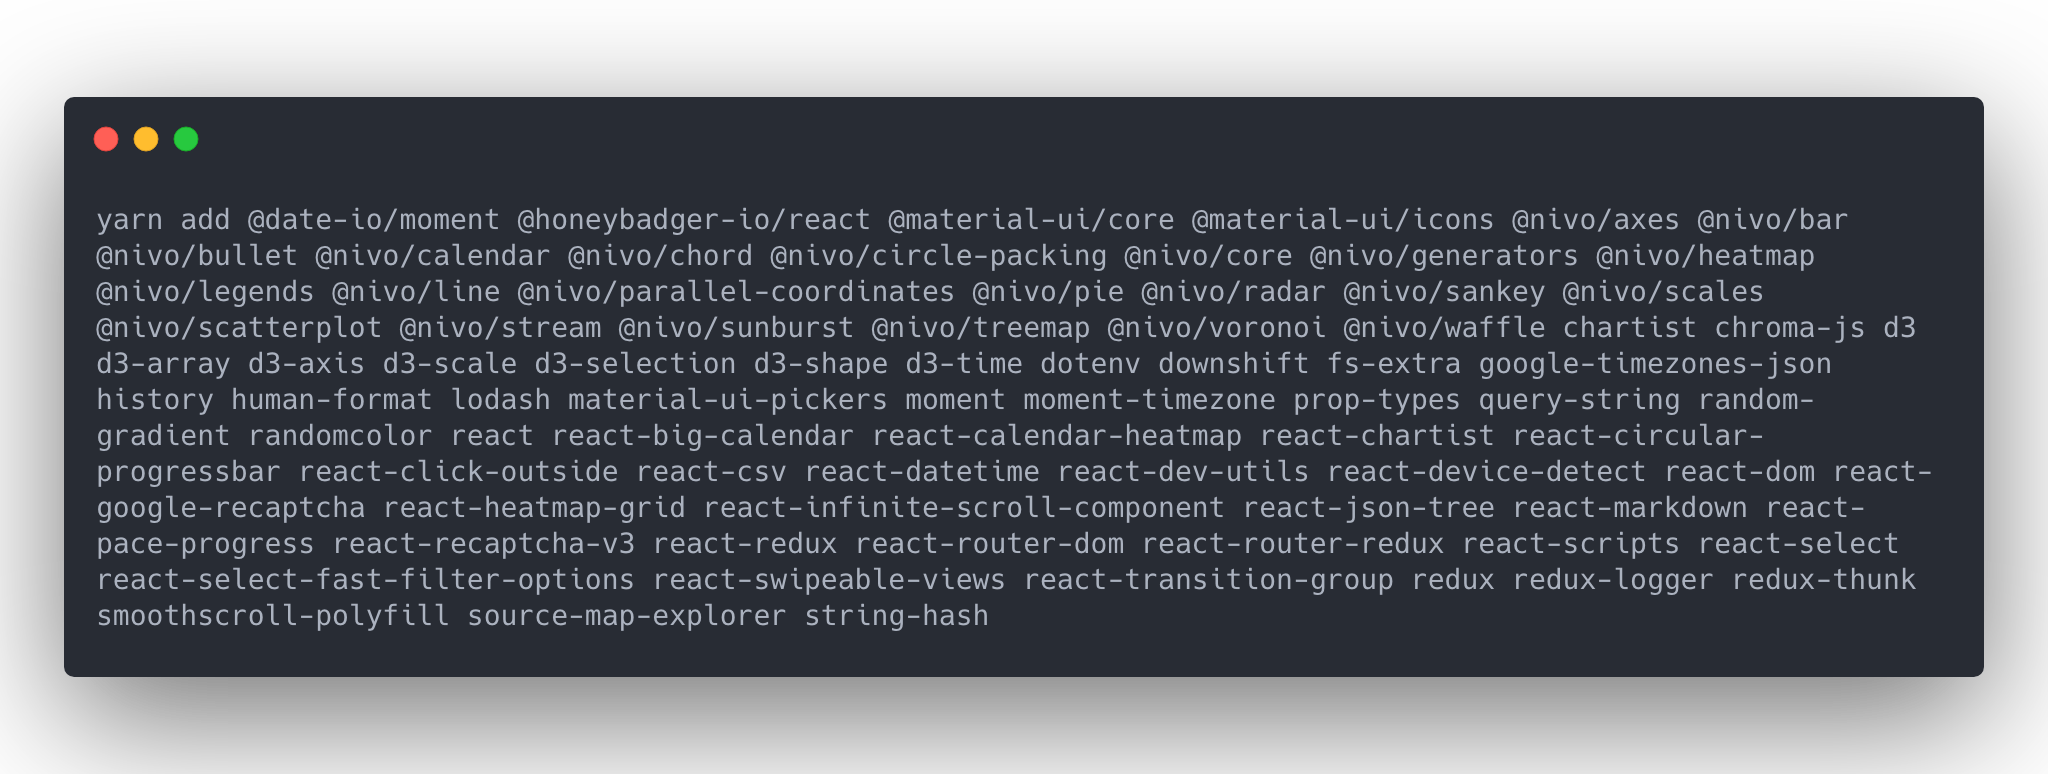 yarn add @date-io/moment @honeybadger-io/react @material-ui/core @material-ui/icons @nivo/axes @nivo/bar
@nivo/bullet @nivo/calendar @nivo/chord @nivo/circle-packing @nivo/core @nivo/generators @nivo/heatmap
@nivo/legends @nivo/line @nivo/parallel-coordinates @nivo/pie @nivo/radar @nivo/sankey @nivo/scales
@nivo/scatterplot @nivo/stream @nivo/sunburst @nivo/treemap @nivo/voronoi @nivo/waffle chartist chroma-js d3
d3-array d3-axis d3-scale d3-selection d3-shape d3-time dotenv downshift fs-extra google-timezones-json
history human-format lodash material-ui-pickers moment moment-timezone prop-types query-string random-
gradient randomcolor react react-big-calendar react-calendar-heatmap react-chartist react-circular-
progressbar react-click-outside react-csv react-datetime react-dev-utils react-device-detect react-dom react-
google-recaptcha react-heatmap-grid react-infinite-scroll-component react-json-tree react-markdown react-
pace-progress react-recaptcha-v3 react-redux react-router-dom react-router-redux react-scripts react-select
react-select-fast-filter-options react-swipeable-views react-transition-group redux redux-logger redux-thunk
smoothscroll-polyfill source-map-explorer string-hash